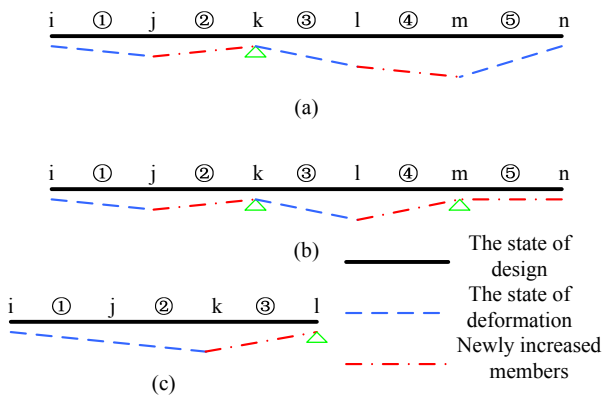 i ① j ② k ③ l ④ m ⑤ n
(a)
i ① j ② k ③ l ④ m ⑤ n
(b)
The state of
design
i ① j ② k ③ l
The state of
deformation
Newly increased
members
(c)